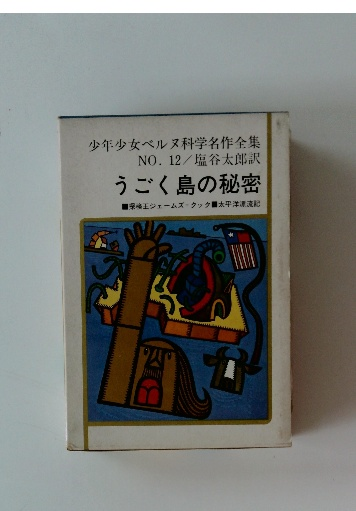 少年少女ベルヌ科学名作全集
NO. 12/塩谷太郎訳
うごく島の秘密
■探検王ジェームズ・クック■太平洋漂流記